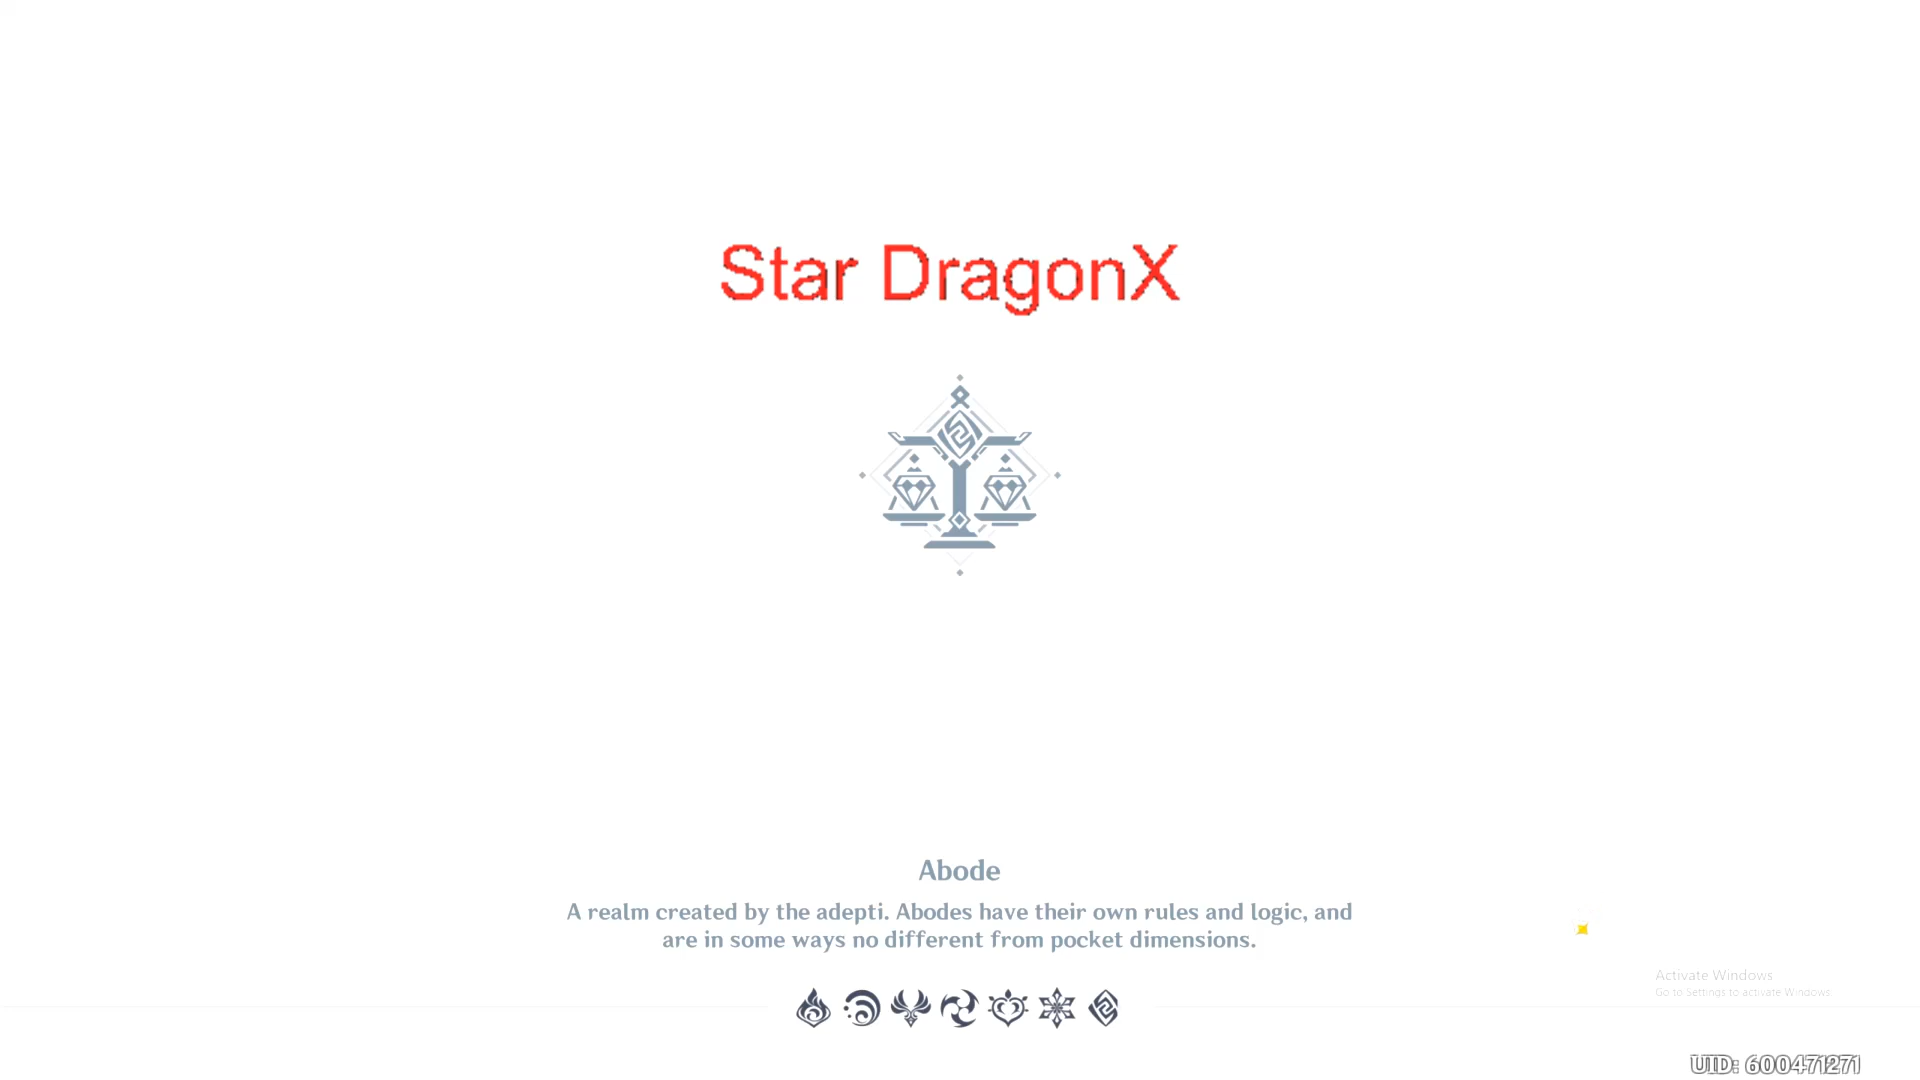 Star DragonX
Abode
A realm created by the adepti. Abodes have their own rules and logic, and
are in some ways no different from pocket dimensions.
Activate Windows
Go to Settings to activate Windows.
UID: 600471271